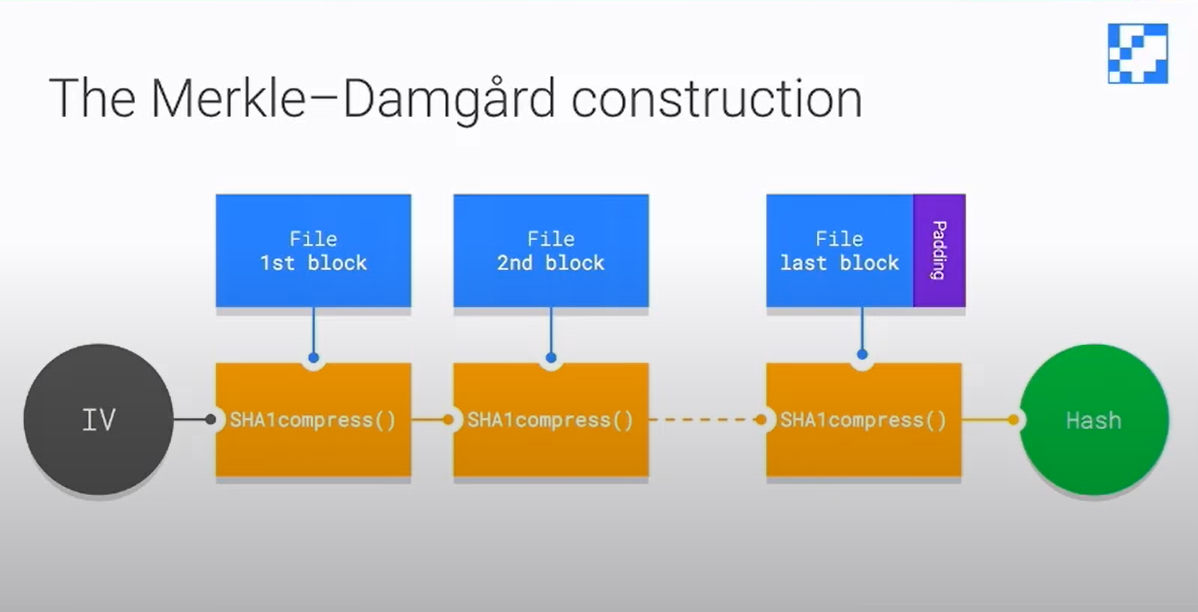 The Merkle–Damgård construction
File
1st block
File
2nd block
File
last block
Padding
IV
SHA1compress()
SHA1compress()
SHA1compress()
Hash